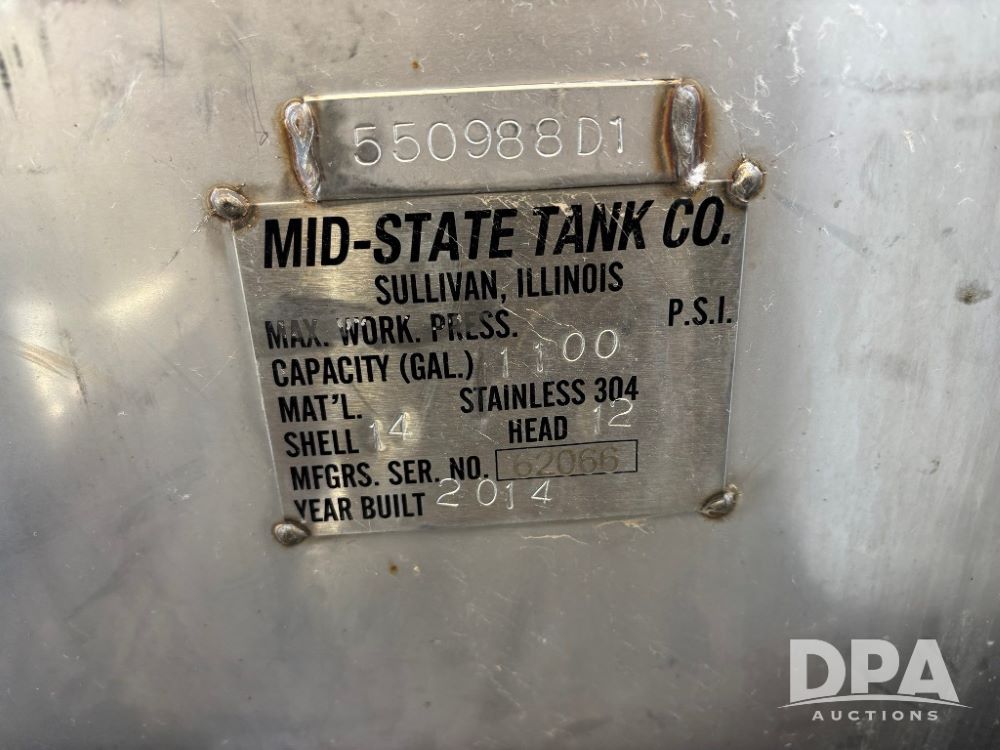 550988D1
MID-STATE TANK CO.
SULLIVAN, ILLINOIS
MAX. WORK. PRESS. P.S.I.
CAPACITY (GAL.) 1100
MAT'L. STAINLESS 304
SHELL 14 HEAD 12
MFGRS. SER. NO. 62066
YEAR BUILT 2014
DPA
AUCTIONS